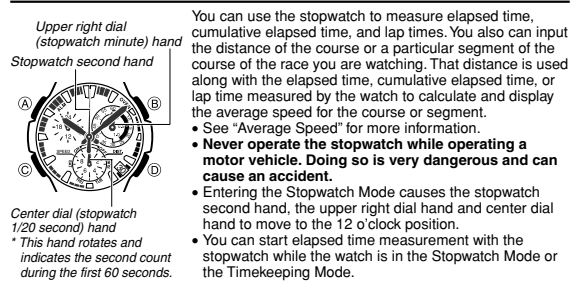 Upper right dial
(stopwatch minute) hand
Stopwatch second hand
A
B
C
D
SPEED
Center dial (stopwatch
1/20 second) hand
* This hand rotates and
indicates the second count
during the first 60 seconds.
You can use the stopwatch to measure elapsed time,
cumulative elapsed time, and lap times. You also can input
the distance of the course or a particular segment of the
course of the race you are watching. That distance is used
along with the elapsed time, cumulative elapsed time, or
lap time measured by the watch to calculate and display
the average speed for the course or segment.
• See “Average Speed” for more information.
• Never operate the stopwatch while operating a
motor vehicle. Doing so is very dangerous and can
cause an accident.
• Entering the Stopwatch Mode causes the stopwatch
second hand, the upper right dial hand and center dial
hand to move to the 12 o’clock position.
• You can start elapsed time measurement with the
stopwatch while the watch is in the Stopwatch Mode or
the Timekeeping Mode.